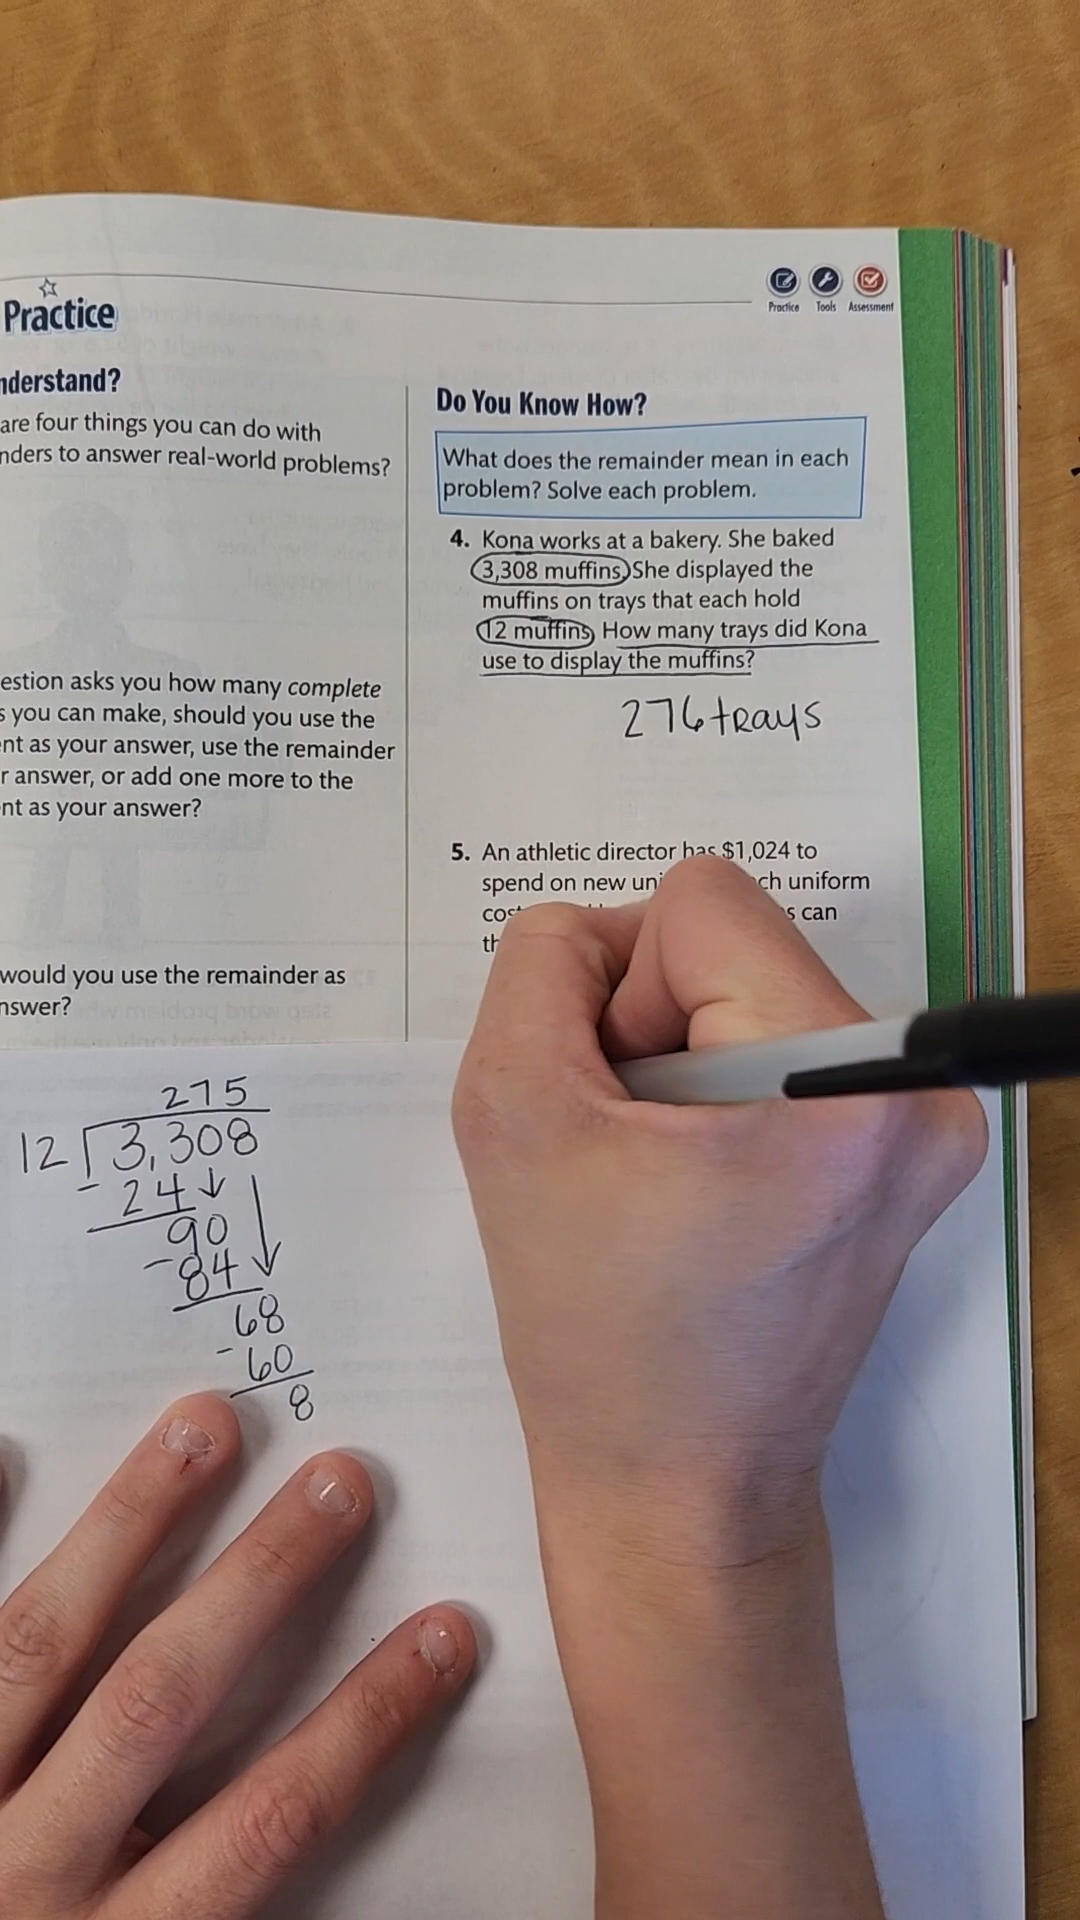 Practice
Practice Tools Assessment
nderstand?
are four things you can do with
nders to answer real-world problems?
estion asks you how many complete
s you can make, should you use the
nt as your answer, use the remainder
r answer, or add one more to the
nt as your answer?
would you use the remainder as
nswer?
Do You Know How?
What does the remainder mean in each
problem? Solve each problem.
4. Kona works at a bakery. She baked
3,308 muffins. She displayed the
muffins on trays that each hold
12 muffins. How many trays did Kona
use to display the muffins?
276 trays
5. An athletic director has $1,024 to
spend on new uni ch uniform
cos s can
th
275
12 3,308
- 24
90
- 84
68
- 60
8